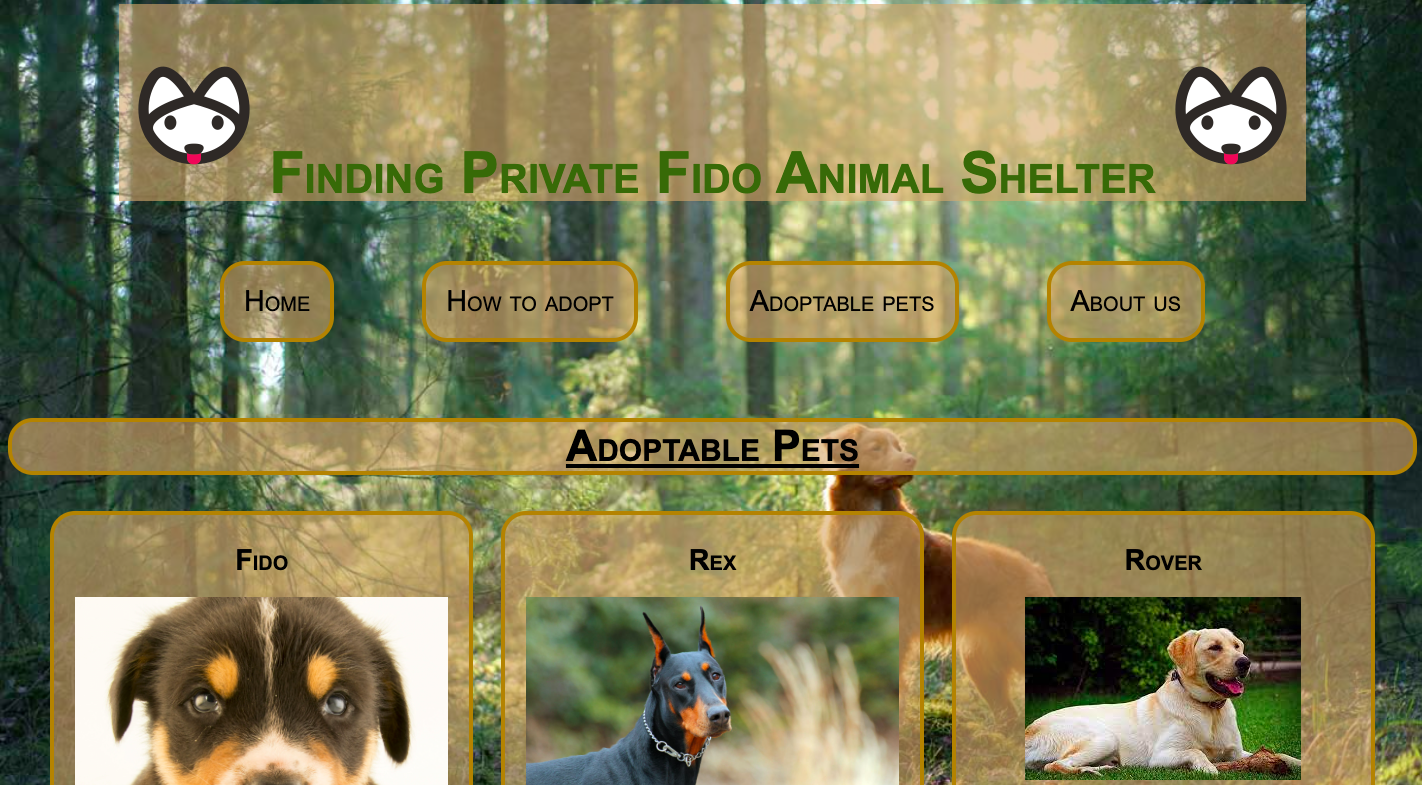 Finding Private Fido Animal Shelter
Home
How to adopt
Adoptable pets
About us
Adoptable Pets
Fido
Rex
Rover